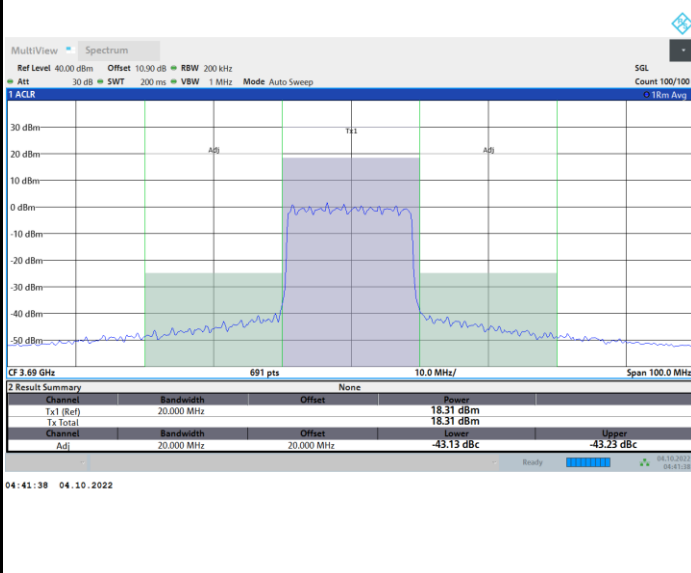 MultiView Spectrum
Ref Level 40.00 dBm Offset 10.90 dB RBW 200 kHz SGL
Att 30 dB SWT 200 ms VBW 1 MHz Mode Auto Sweep Count 100/100
1 ACLR 1Rm Avg
30 dBm
Tx1
20 dBm Adj Adj
10 dBm
0 dBm
-10 dBm
-20 dBm
-30 dBm
-40 dBm
-50 dBm
CF 3.69 GHz 691 pts 10.0 MHz/ Span 100.0 MHz
2 Result Summary None
Channel Bandwidth Offset Power
Tx1 (Ref) 20.000 MHz 18.31 dBm
Tx Total 18.31 dBm
Channel Bandwidth Offset Lower Upper
Adj 20.000 MHz 20.000 MHz -43.13 dBc -43.23 dBc
Ready 04.10.2022
04:41:38
04:41:38 04.10.2022